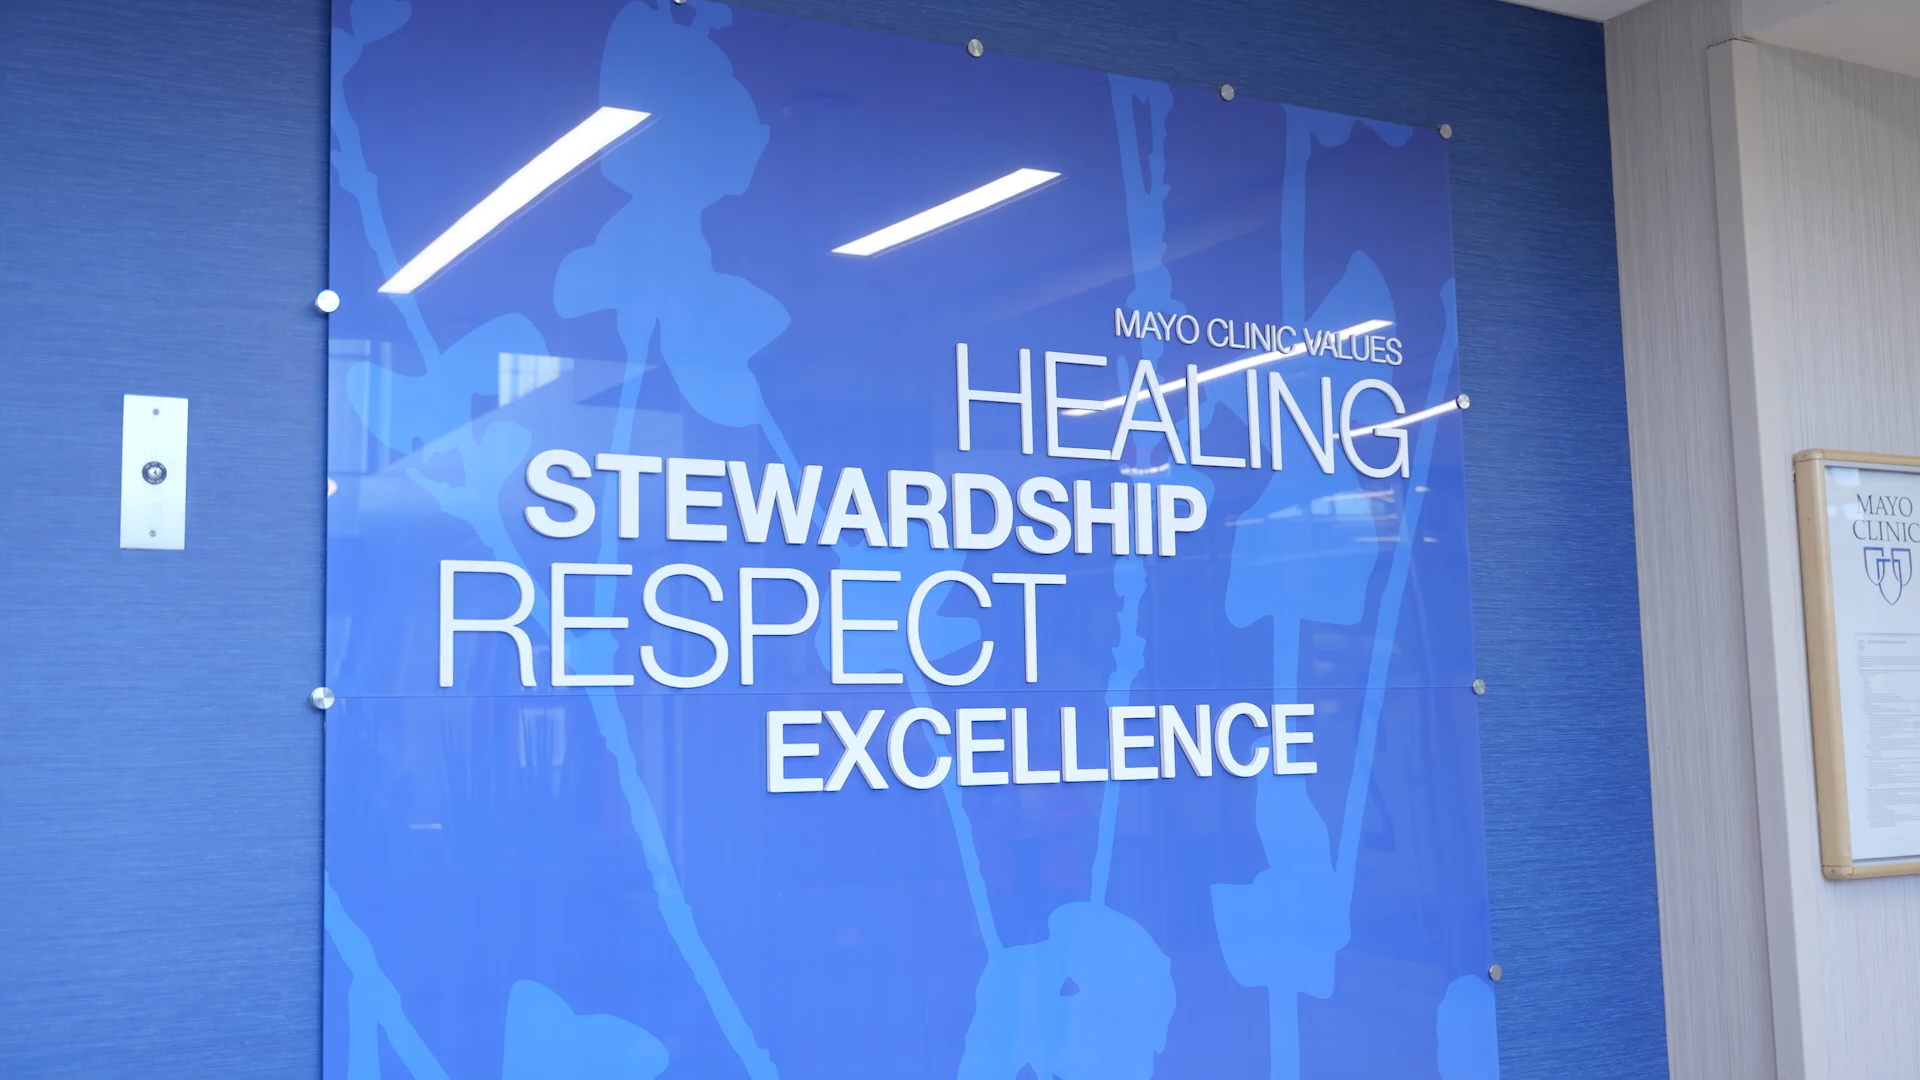 MAYO CLINIC VALUES
HEALING
STEWARDSHIP
RESPECT
EXCELLENCE
MAYO
CLINIC